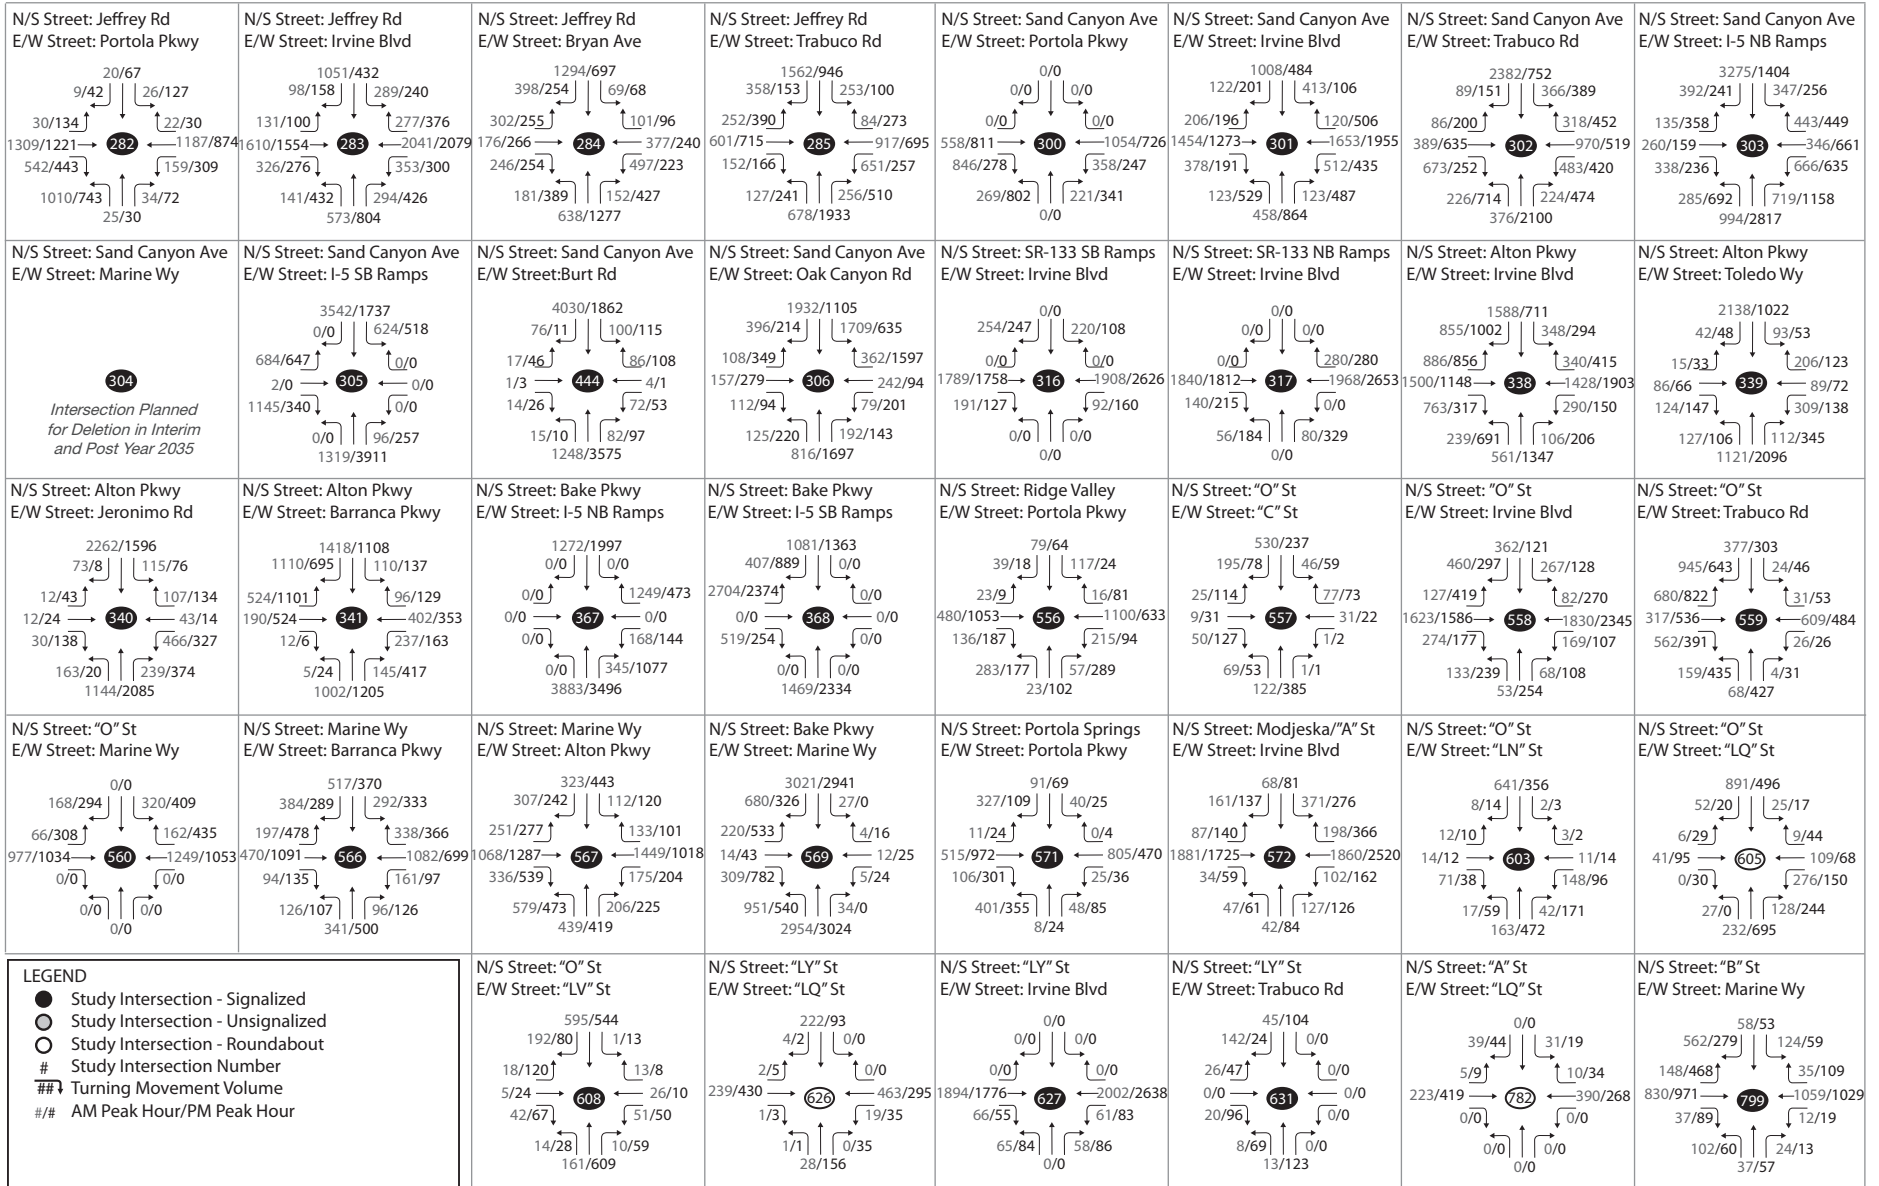 N/S Street: Jeffrey Rd
E/W Street: Portola Pkwy
20/67
9/42 26/127
30/134 22/30
1309/1221 282 1187/874
542/443 159/309
1010/743 34/72
25/30
N/S Street: Jeffrey Rd
E/W Street: Irvine Blvd
1051/432
98/158 289/240
131/100 277/376
1610/1554 283 2041/2079
326/276 353/300
141/432 294/426
573/804
N/S Street: Jeffrey Rd
E/W Street: Bryan Ave
1294/697
398/254 69/68
302/255 101/96
176/266 284 377/240
246/254 497/223
181/389 152/427
638/1277
N/S Street: Jeffrey Rd
E/W Street: Trabuco Rd
1562/946
358/153 253/100
252/390 84/273
601/715 285 917/695
152/166 651/257
127/241 256/510
678/1933
N/S Street: Sand Canyon Ave
E/W Street: Portola Pkwy
0/0
0/0 0/0
0/0 0/0
558/811 300 1054/726
846/278 358/247
269/802 221/341
0/0
N/S Street: Sand Canyon Ave
E/W Street: Irvine Blvd
1008/484
122/201 413/106
206/196 120/506
1454/1273 301 1653/1955
378/191 512/435
123/529 123/487
458/864
N/S Street: Sand Canyon Ave
E/W Street: Trabuco Rd
2382/752
89/151 366/389
86/200 318/452
389/635 302 970/519
673/252 483/420
226/714 224/474
376/2100
N/S Street: Sand Canyon Ave
E/W Street: I-5 NB Ramps
3275/1404
392/241 347/256
135/358 443/449
260/159 303 346/661
338/236 666/635
285/692 719/1158
994/2817
N/S Street: Sand Canyon Ave
E/W Street: Marine Wy
304
Intersection Planned
for Deletion in Interim
and Post Year 2035
N/S Street: Sand Canyon Ave
E/W Street: I-5 SB Ramps
3542/1737
0/0 624/518
684/647 0/0
2/0 305 0/0
1145/340 0/0
0/0 96/257
1319/3911
N/S Street: Sand Canyon Ave
E/W Street:Burt Rd
4030/1862
76/11 100/115
17/46 86/108
1/3 444 4/1
14/26 72/53
15/10 82/97
1248/3575
N/S Street: Sand Canyon Ave
E/W Street: Oak Canyon Rd
1932/1105
396/214 1709/635
108/349 362/1597
157/279 306 242/94
112/94 79/201
125/220 192/143
816/1697
N/S Street: SR-133 SB Ramps
E/W Street: Irvine Blvd
0/0
254/247 220/108
0/0 0/0
1789/1758 316 1908/2626
191/127 92/160
0/0 0/0
0/0
N/S Street: SR-133 NB Ramps
E/W Street: Irvine Blvd
0/0
0/0 0/0
0/0 280/280
1840/1812 317 1968/2653
140/215 0/0
56/184 80/329
0/0
N/S Street: Alton Pkwy
E/W Street: Irvine Blvd
1588/711
855/1002 348/294
886/856 340/415
1500/1148 338 1428/1903
763/317 290/150
239/691 106/206
561/1347
N/S Street: Alton Pkwy
E/W Street: Toledo Wy
2138/1022
42/48 93/53
15/33 206/123
86/66 339 89/72
124/147 309/138
127/106 112/345
1121/2096
N/S Street: Alton Pkwy
E/W Street: Jeronimo Rd
2262/1596
73/8 115/76
12/43 107/134
12/24 340 43/14
30/138 466/327
163/20 239/374
1144/2085
N/S Street: Alton Pkwy
E/W Street: Barranca Pkwy
1418/1108
1110/695 110/137
524/1101 96/129
190/524 341 402/353
12/6 237/163
5/24 145/417
1002/1205
N/S Street: Bake Pkwy
E/W Street: I-5 NB Ramps
1272/1997
0/0 0/0
0/0 1249/473
0/0 367 0/0
0/0 168/144
0/0 345/1077
3883/3496
N/S Street: Bake Pkwy
E/W Street: I-5 SB Ramps
1081/1363
407/889 0/0
2704/2374 0/0
0/0 368 0/0
519/254 0/0
0/0 0/0
1469/2334
N/S Street: Ridge Valley
E/W Street: Portola Pkwy
79/64
39/18 117/24
23/9 16/81
480/1053 556 1100/633
136/187 215/94
283/177 57/289
23/102
N/S Street: “O” St
E/W Street: “C” St
530/237
195/78 46/59
25/114 77/73
9/31 557 31/22
50/127 1/2
69/53 1/1
122/385
N/S Street: “O” St
E/W Street: Irvine Blvd
362/121
460/297 267/128
127/419 82/270
1623/1586 558 1830/2345
274/177 169/107
133/239 68/108
53/254
N/S Street: “O” St
E/W Street: Trabuco Rd
377/303
945/643 24/46
680/822 31/53
317/536 559 609/484
562/391 26/26
159/435 4/31
68/427
N/S Street: “O” St
E/W Street: Marine Wy
0/0
168/294 320/409
66/308 162/435
977/1034 560 1249/1053
0/0 0/0
0/0 0/0
0/0
N/S Street: Marine Wy
E/W Street: Barranca Pkwy
517/370
384/289 292/333
197/478 338/366
470/1091 566 1082/699
94/135 161/97
126/107 96/126
341/500
N/S Street: Marine Wy
E/W Street: Alton Pkwy
323/443
307/242 112/120
251/277 133/101
1068/1287 567 1449/1018
336/539 175/204
579/473 206/225
439/419
N/S Street: Bake Pkwy
E/W Street: Marine Wy
3021/2941
680/326 27/0
220/533 4/16
14/43 569 12/25
309/782 5/24
951/540 34/0
2954/3024
N/S Street: Portola Springs
E/W Street: Portola Pkwy
91/69
327/109 40/25
11/24 0/4
515/972 571 805/470
106/301 25/36
401/355 48/85
8/24
N/S Street: Modjeska/"A" St
E/W Street: Irvine Blvd
68/81
161/137 371/276
87/140 198/366
1881/1725 572 1860/2520
34/59 102/162
47/61 127/126
42/84
N/S Street: “O” St
E/W Street: “LN” St
641/356
8/14 2/3
12/10 3/2
14/12 603 11/14
71/38 148/96
17/59 42/171
163/472
N/S Street: “O” St
E/W Street: “LQ” St
891/496
52/20 25/17
6/29 9/44
41/95 605 109/68
0/30 276/150
27/0 128/244
232/695
LEGEND
Study Intersection - Signalized
Study Intersection - Unsignalized
Study Intersection - Roundabout
# Study Intersection Number
## Turning Movement Volume
#/# AM Peak Hour/PM Peak Hour
N/S Street: “O” St
E/W Street: “LV” St
595/544
192/80 1/13
18/120 13/8
5/24 608 26/10
42/67 51/50
14/28 10/59
161/609
N/S Street: “LY” St
E/W Street: “LQ” St
222/93
4/2 0/0
2/5 0/0
239/430 626 463/295
1/3 19/35
1/1 0/35
28/156
N/S Street: “LY” St
E/W Street: Irvine Blvd
0/0
0/0 0/0
0/0 0/0
1894/1776 627 2002/2638
66/55 61/83
65/84 58/86
0/0
N/S Street: “LY” St
E/W Street: Trabuco Rd
45/104
142/24 0/0
26/47 0/0
0/0 631 0/0
20/96 0/0
8/69 0/0
13/123
N/S Street: “A” St
E/W Street: “LQ” St
0/0
39/44 31/19
5/9 10/34
223/419 782 390/268
0/0 0/0
0/0 0/0
0/0
N/S Street: “B” St
E/W Street: Marine Wy
58/53
562/279 124/59
148/468 35/109
830/971 799 1059/1029
37/89 12/19
102/60 24/13
37/57